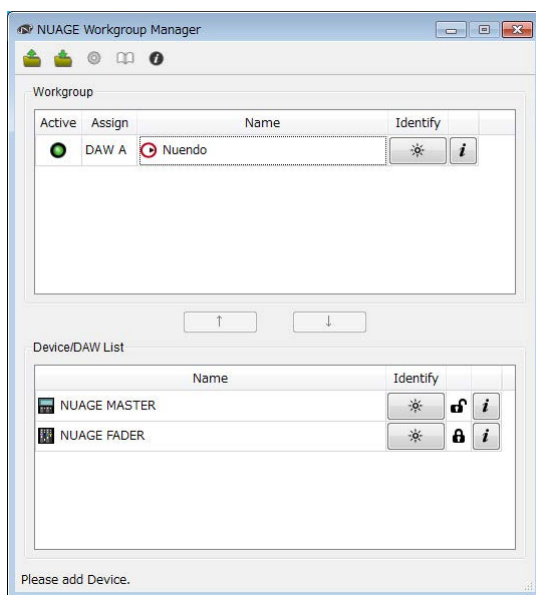 NUAGE Workgroup Manager
Workgroup
Active Assign Name Identify
DAW A Nuendo i
↑ ↓
Device/DAW List
Name Identify
NUAGE MASTER i
NUAGE FADER i
Please add Device.